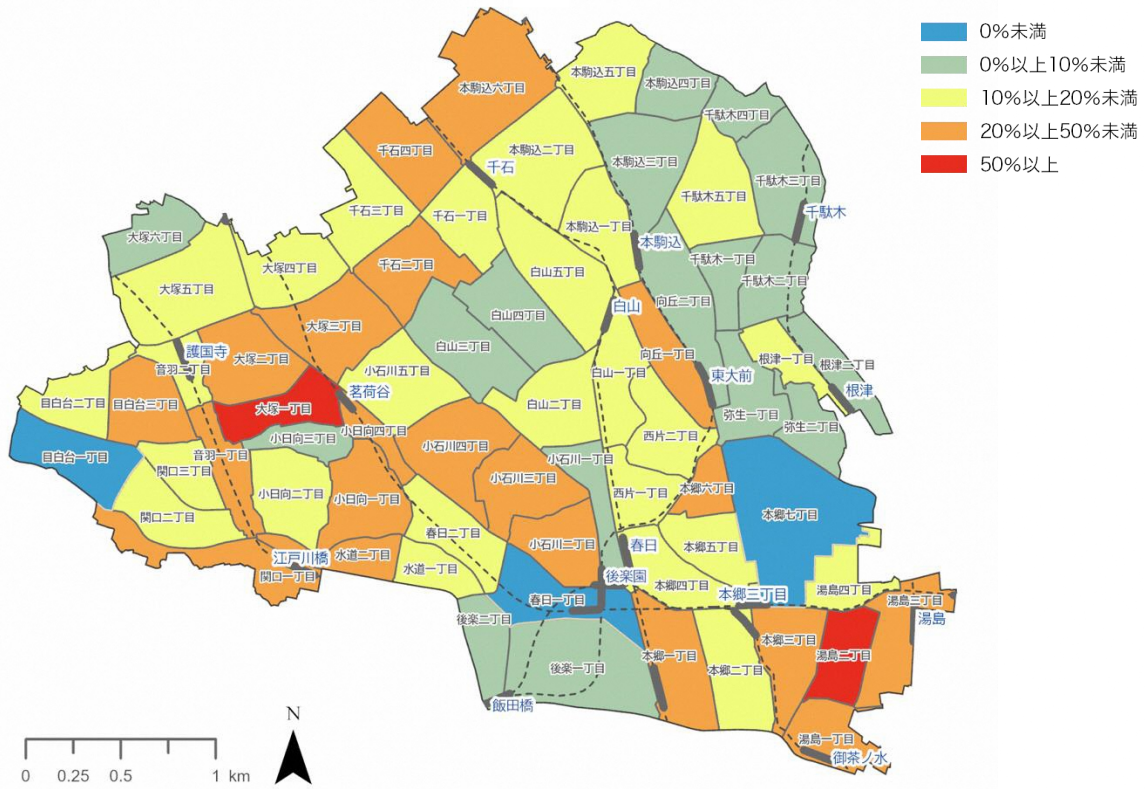 0%未満
0%以上10%未満
10%以上20%未満
20%以上50%未満
50%以上
本駒込六丁目
本駒込五丁目
本駒込四丁目
千駄木四丁目
千石四丁目
千石
本駒込二丁目
本駒込三丁目
千駄木五丁目
千駄木三丁目
千駄木
千石三丁目
千石一丁目
本駒込一丁目
本駒込
大塚六丁目
大塚五丁目
大塚四丁目
千石二丁目
白山五丁目
千駄木一丁目
千駄木二丁目
白山
向丘二丁目
白山四丁目
大塚三丁目
白山三丁目
護国寺
大塚二丁目
音羽二丁目
小石川五丁目
白山一丁目
向丘一丁目
東大前
根津一丁目
根津二丁目
根津
茗荷谷
目白台二丁目
目白台三丁目
大塚一丁目
白山二丁目
弥生一丁目
弥生二丁目
小日向三丁目
小日向四丁目
小石川四丁目
西片二丁目
目白台一丁目
音羽一丁目
小石川一丁目
関口三丁目
小石川三丁目
小日向二丁目
小日向一丁目
西片一丁目
本郷六丁目
本郷七丁目
関口二丁目
春日二丁目
小石川二丁目
春日
本郷五丁目
江戸川橋
水道二丁目
水道一丁目
関口一丁目
後楽園
本郷四丁目
本郷三丁目
湯島四丁目
湯島三丁目
湯島
春日一丁目
後楽二丁目
後楽一丁目
本郷一丁目
本郷二丁目
本郷三丁目
湯島二丁目
飯田橋
湯島一丁目
御茶ノ水
N
0 0.25 0.5 1 km